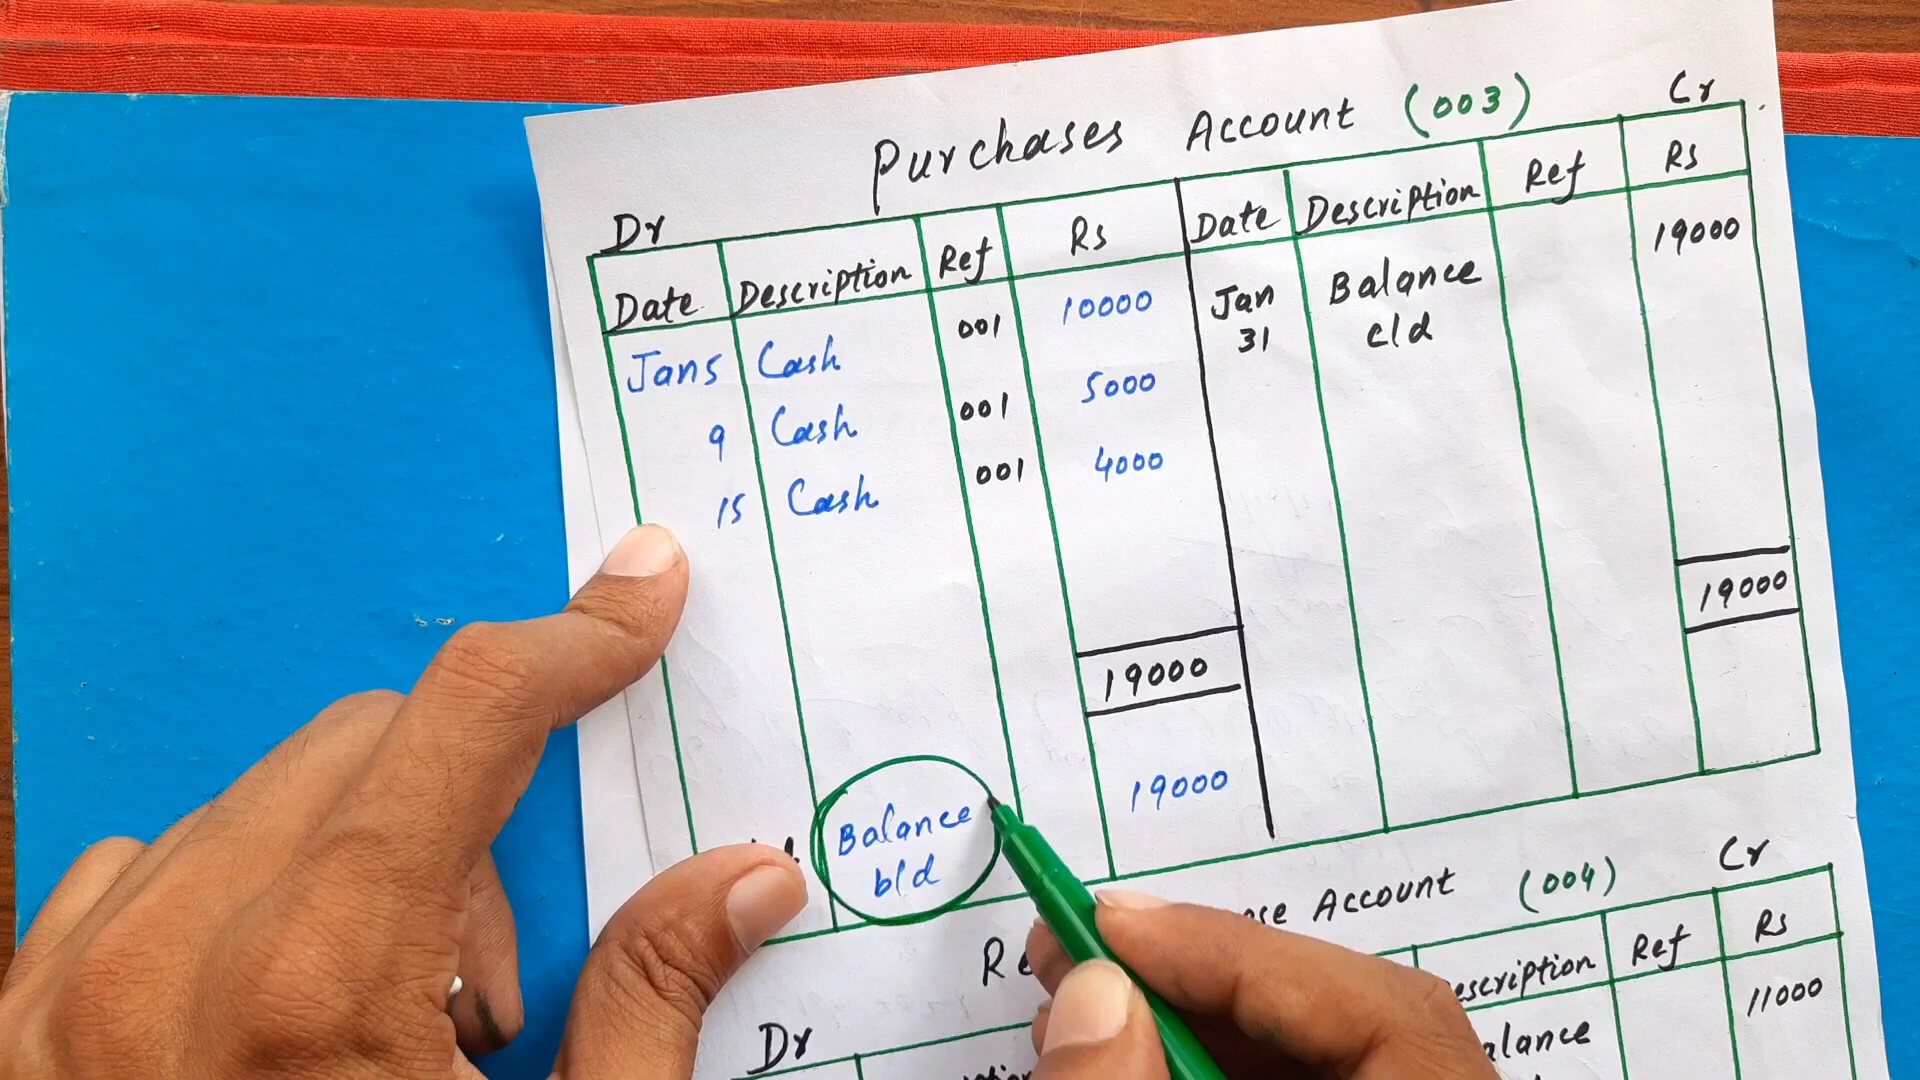 Purchases Account (003)
Dr Cr
Date Description Ref Rs Date Description Ref Rs
Jan 5 Cash 001 10000 Jan 31 Balance c/d 19000
9 Cash 001 5000
15 Cash 001 4000
19000 19000
Balance b/d 19000
Account (004)
Dr Cr
Ref Rs
11000